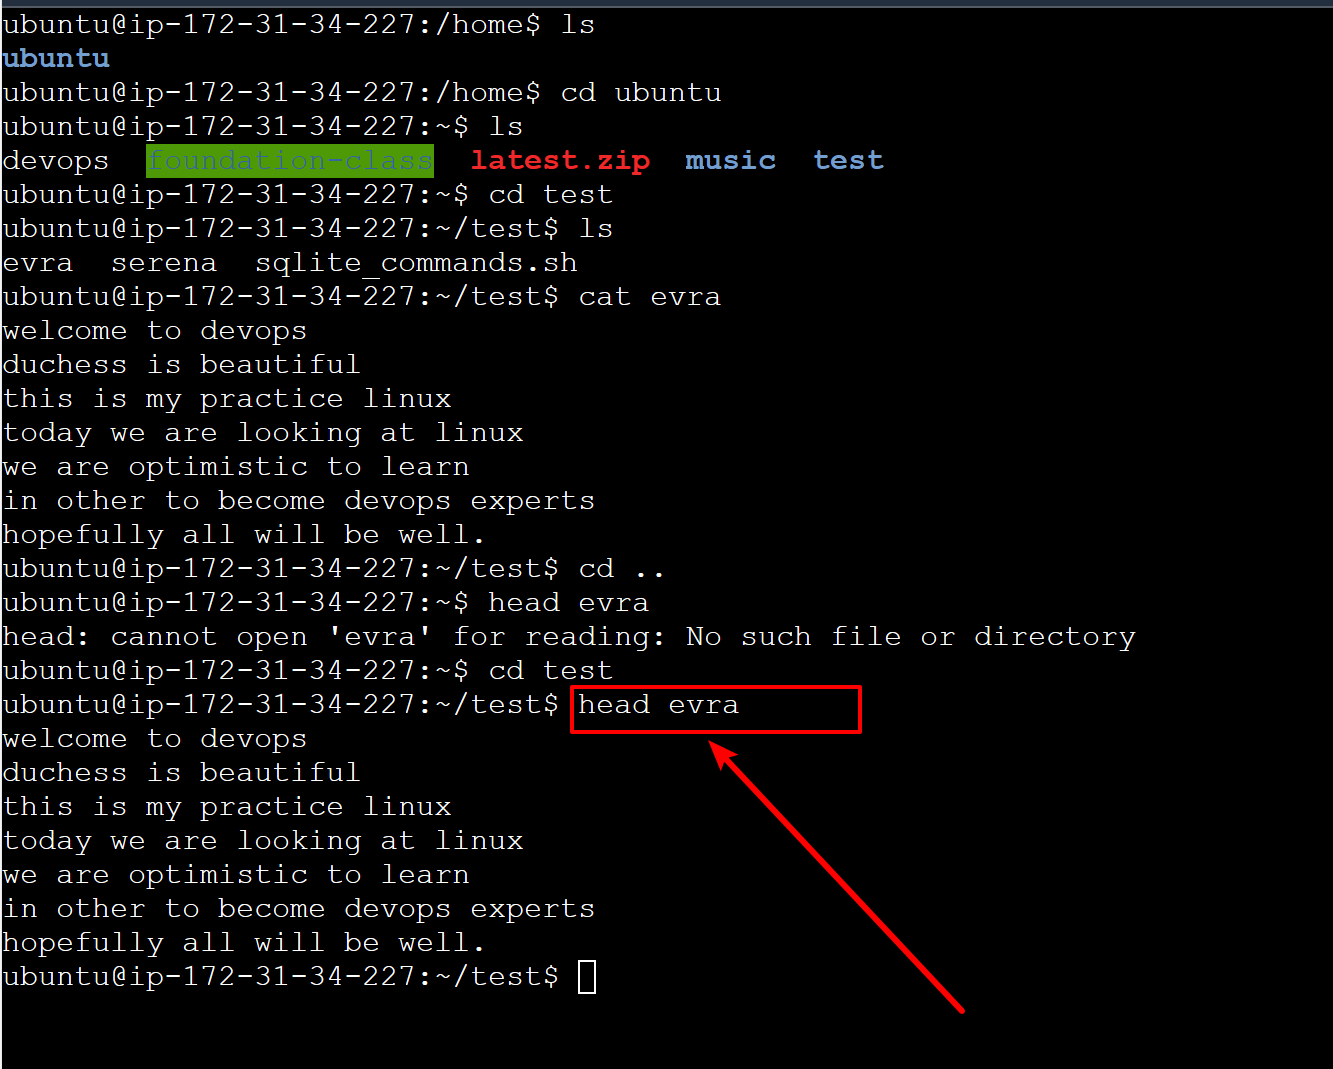 ubuntu@ip-172-31-34-227:/home$ ls
ubuntu
ubuntu@ip-172-31-34-227:/home$ cd ubuntu
ubuntu@ip-172-31-34-227:~$ ls
devops  foundation-class  latest.zip  music  test
ubuntu@ip-172-31-34-227:~$ cd test
ubuntu@ip-172-31-34-227:~/test$ ls
evra  serena  sqlite_commands.sh
ubuntu@ip-172-31-34-227:~/test$ cat evra
welcome to devops
duchess is beautiful
this is my practice linux
today we are looking at linux
we are optimistic to learn
in other to become devops experts
hopefully all will be well.
ubuntu@ip-172-31-34-227:~/test$ cd ..
ubuntu@ip-172-31-34-227:~$ head evra
head: cannot open 'evra' for reading: No such file or directory
ubuntu@ip-172-31-34-227:~$ cd test
ubuntu@ip-172-31-34-227:~/test$ head evra
welcome to devops
duchess is beautiful
this is my practice linux
today we are looking at linux
we are optimistic to learn
in other to become devops experts
hopefully all will be well.
ubuntu@ip-172-31-34-227:~/test$